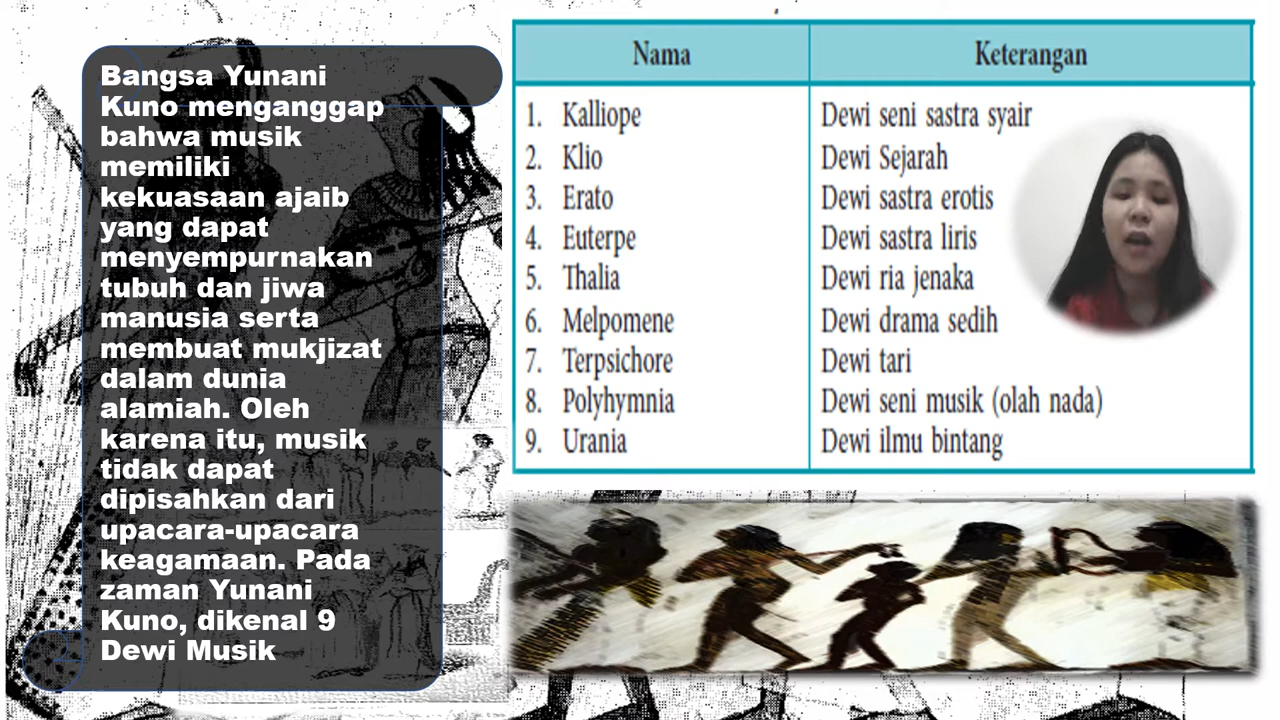 Bangsa Yunani
Kuno menganggap
bahwa musik
memiliki
kekuasaan ajaib
yang dapat
menyempurnakan
tubuh dan jiwa
manusia serta
membuat mukjizat
dalam dunia
alamiah. Oleh
karena itu, musik
tidak dapat
dipisahkan dari
upacara-upacara
keagamaan. Pada
zaman Yunani
Kuno, dikenal 9
Dewi Musik
Nama Keterangan
1. Kalliope Dewi seni sastra syair
2. Klio Dewi Sejarah
3. Erato Dewi sastra erotis
4. Euterpe Dewi sastra liris
5. Thalia Dewi ria jenaka
6. Melpomene Dewi drama sedih
7. Terpsichore Dewi tari
8. Polyhymnia Dewi seni musik (olah nada)
9. Urania Dewi ilmu bintang